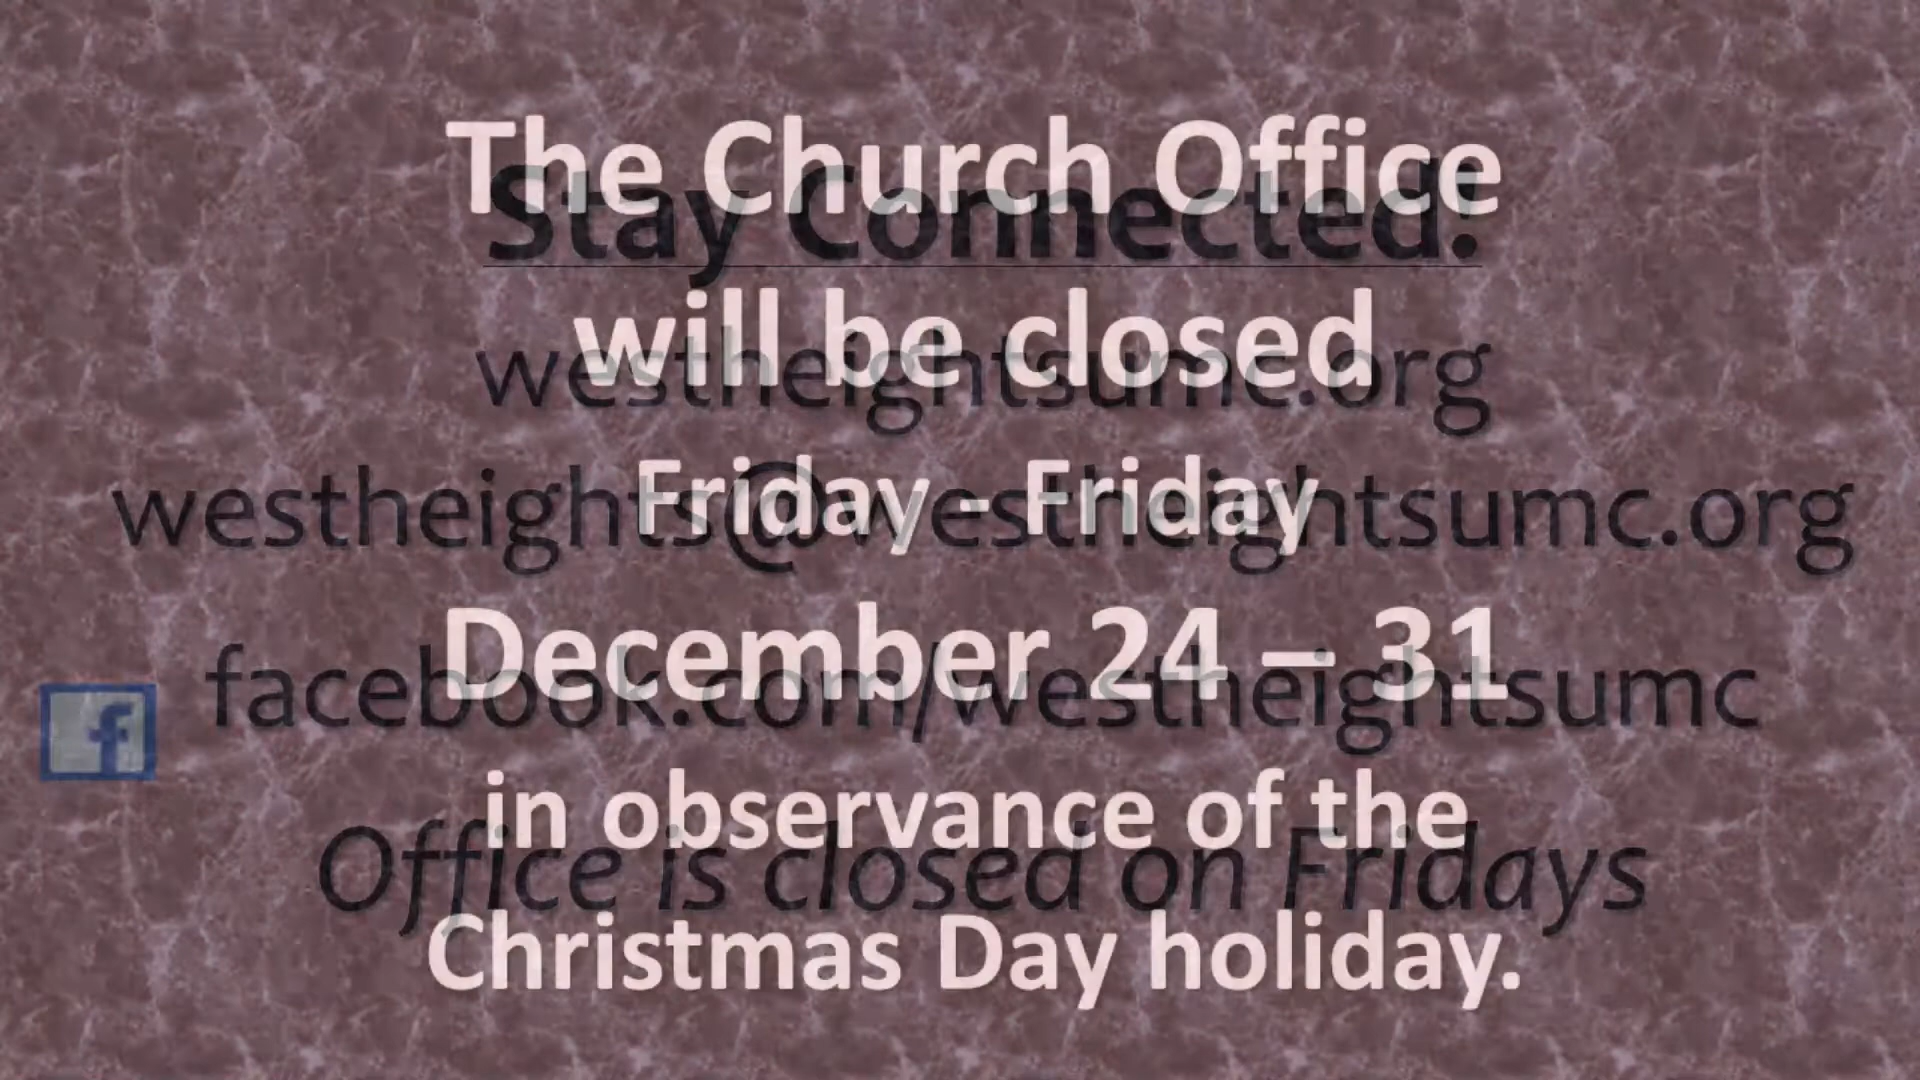 The Church Office
will be closed
Friday - Friday
December 24 – 31
in observance of the
Christmas Day holiday.
Stay Connected!
westheightsumc.org
westheights@westheightsumc.org
f
facebook.com/westheightsumc
Office is closed on Fridays